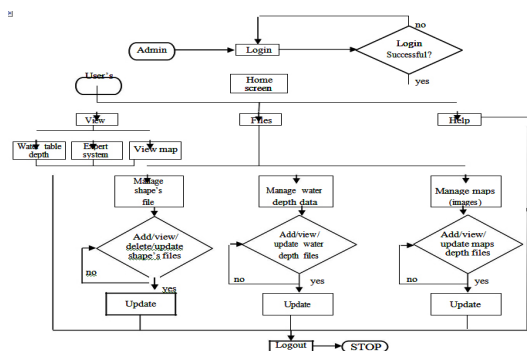 no
Admin
Login
Login
Successful?
yes
User's
Home
screen
View
Files
Help
Water table
depth
Expert
system
View map
Manage
shape's
file
Manage water
depth data
Manage maps
(images)
Add/view/
delete/update
shape's files
Add/view/
update water
depth files
Add/view/
update maps
depth files
no
yes
no
yes
no
yes
Update
Update
Update
Logout
STOP